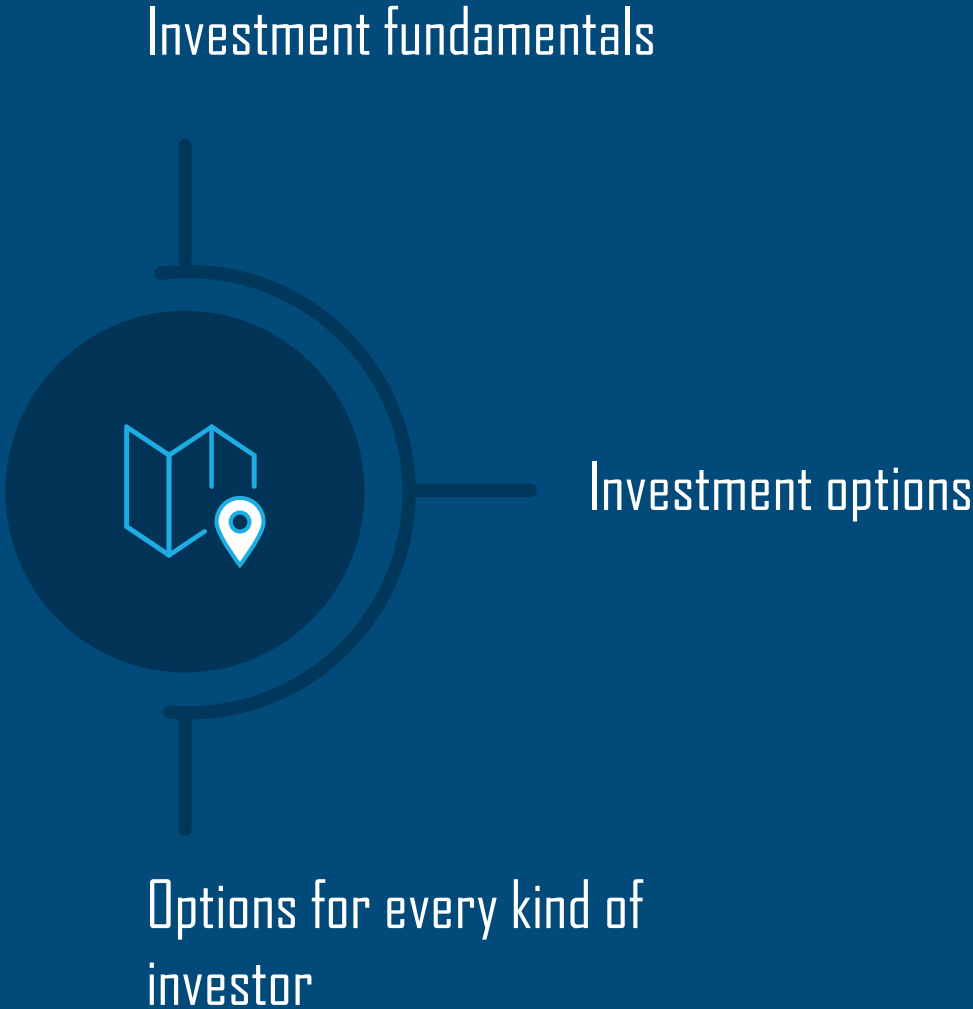 Investment fundamentals
Investment options
Options for every kind of
investor